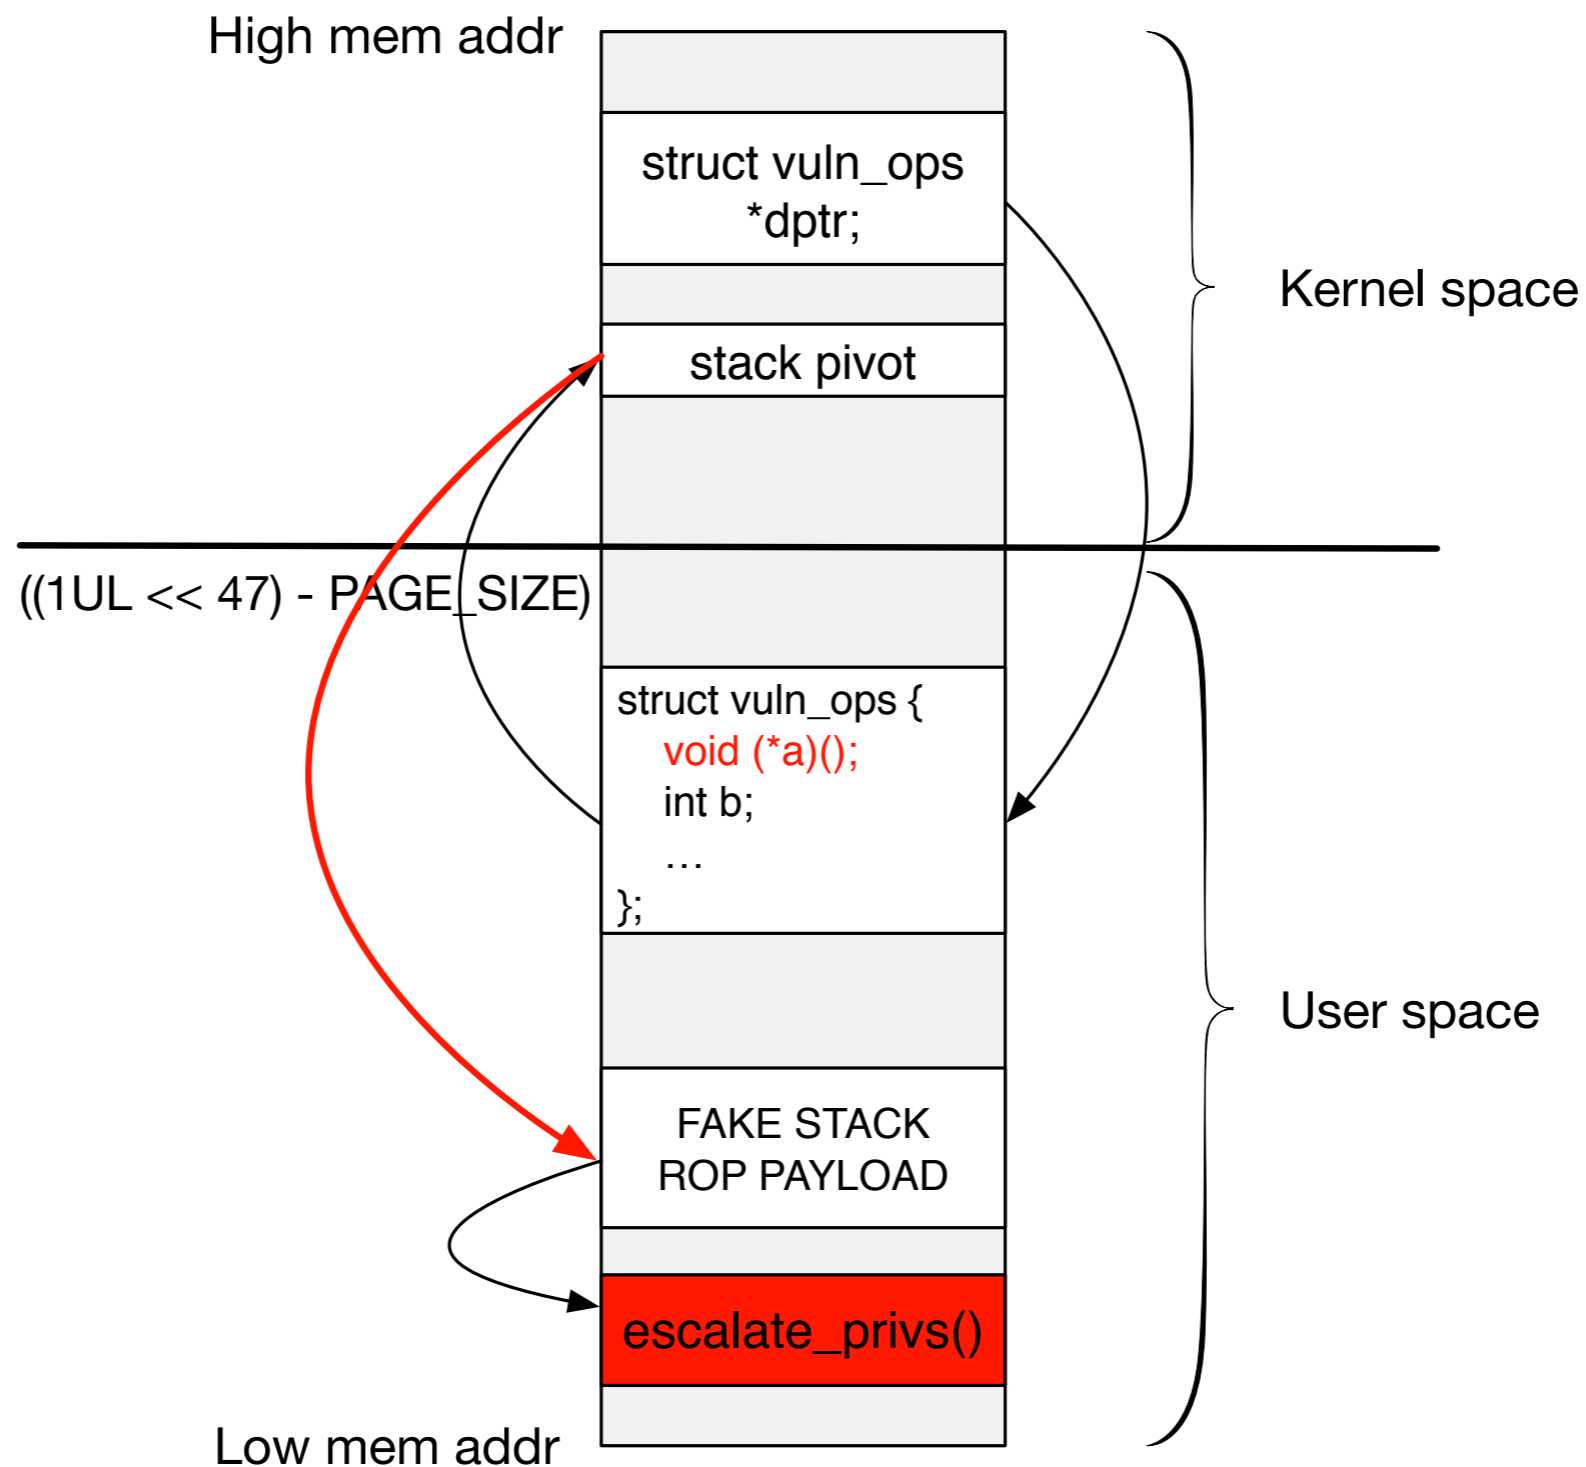 High mem addr
struct vuln_ops
*dptr;
Kernel space
stack pivot
((1UL << 47) - PAGE_SIZE)
struct vuln_ops {
void (*a)();
int b;
…
};
User space
FAKE STACK
ROP PAYLOAD
escalate_privs()
Low mem addr